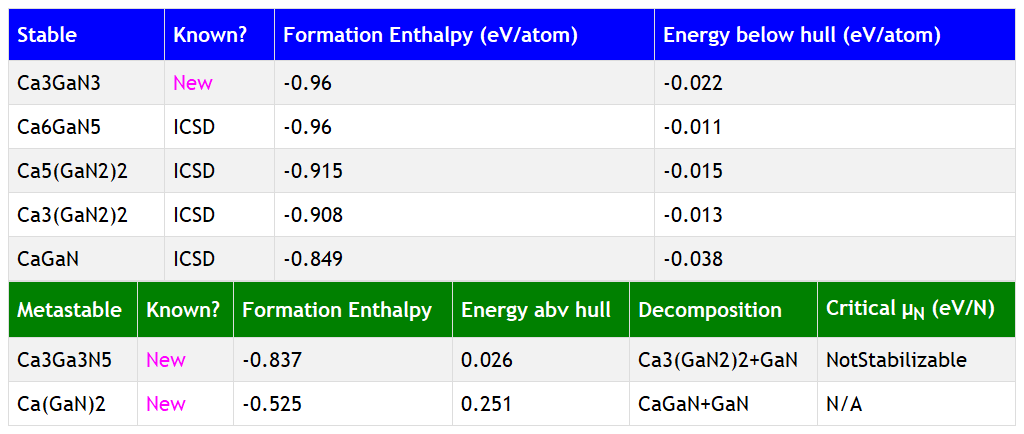 Stable Known? Formation Enthalpy (eV/atom) Energy below hull (eV/atom)
Ca3GaN3 New -0.96 -0.022
Ca6GaN5 ICSD -0.96 -0.011
Ca5(GaN2)2 ICSD -0.915 -0.015
Ca3(GaN2)2 ICSD -0.908 -0.013
CaGaN ICSD -0.849 -0.038
Metastable Known? Formation Enthalpy Energy abv hull Decomposition Critical μN (eV/N)
Ca3Ga3N5 New -0.837 0.026 Ca3(GaN2)2+GaN NotStabilizable
Ca(GaN)2 New -0.525 0.251 CaGaN+GaN N/A